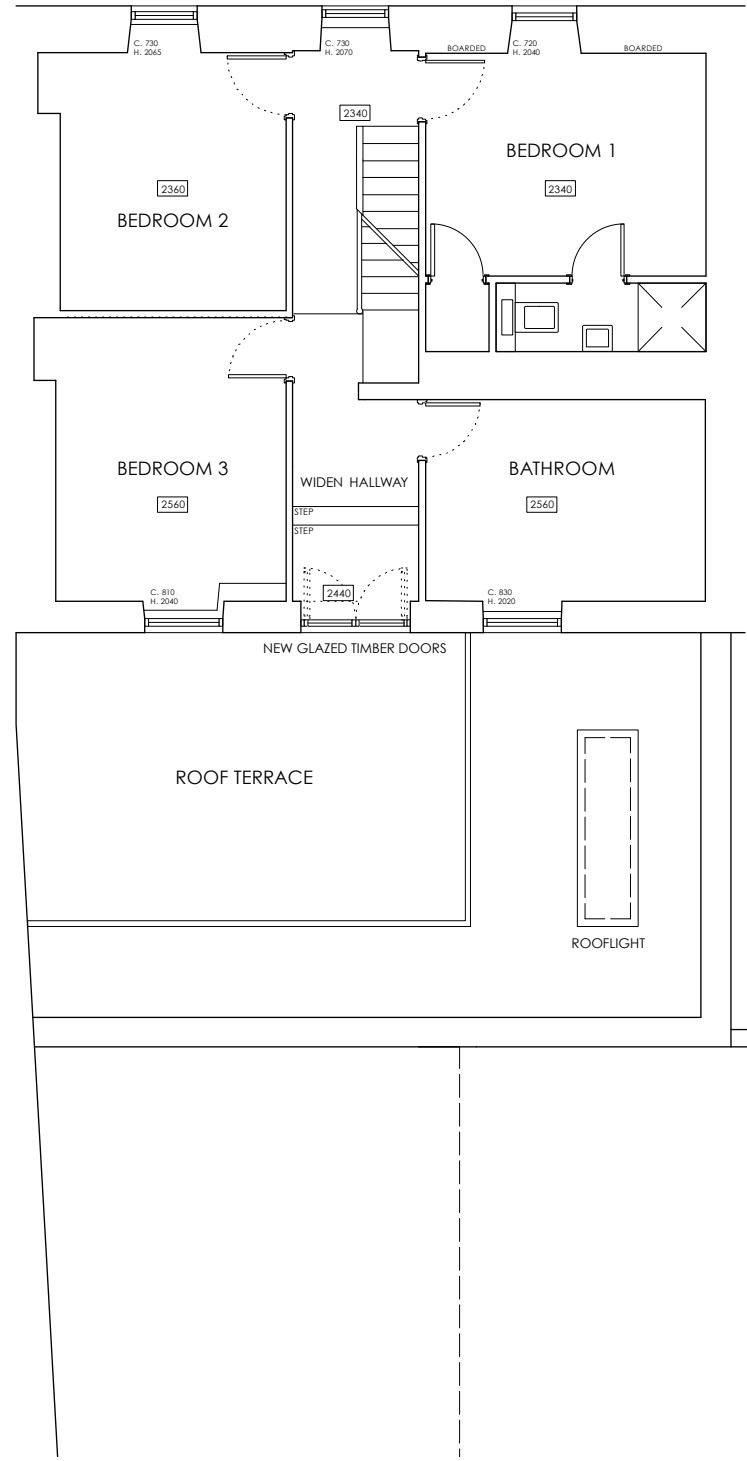 C. 730
H. 2065
C. 730
H. 2070
BOARDED
C. 720
H. 2040
BOARDED
2340
BEDROOM 1
2360
2340
BEDROOM 2
BEDROOM 3
BATHROOM
WIDEN HALLWAY
2560
2560
STEP
STEP
C. 810
H. 2040
2440
C. 830
H. 2020
NEW GLAZED TIMBER DOORS
ROOF TERRACE
ROOFLIGHT